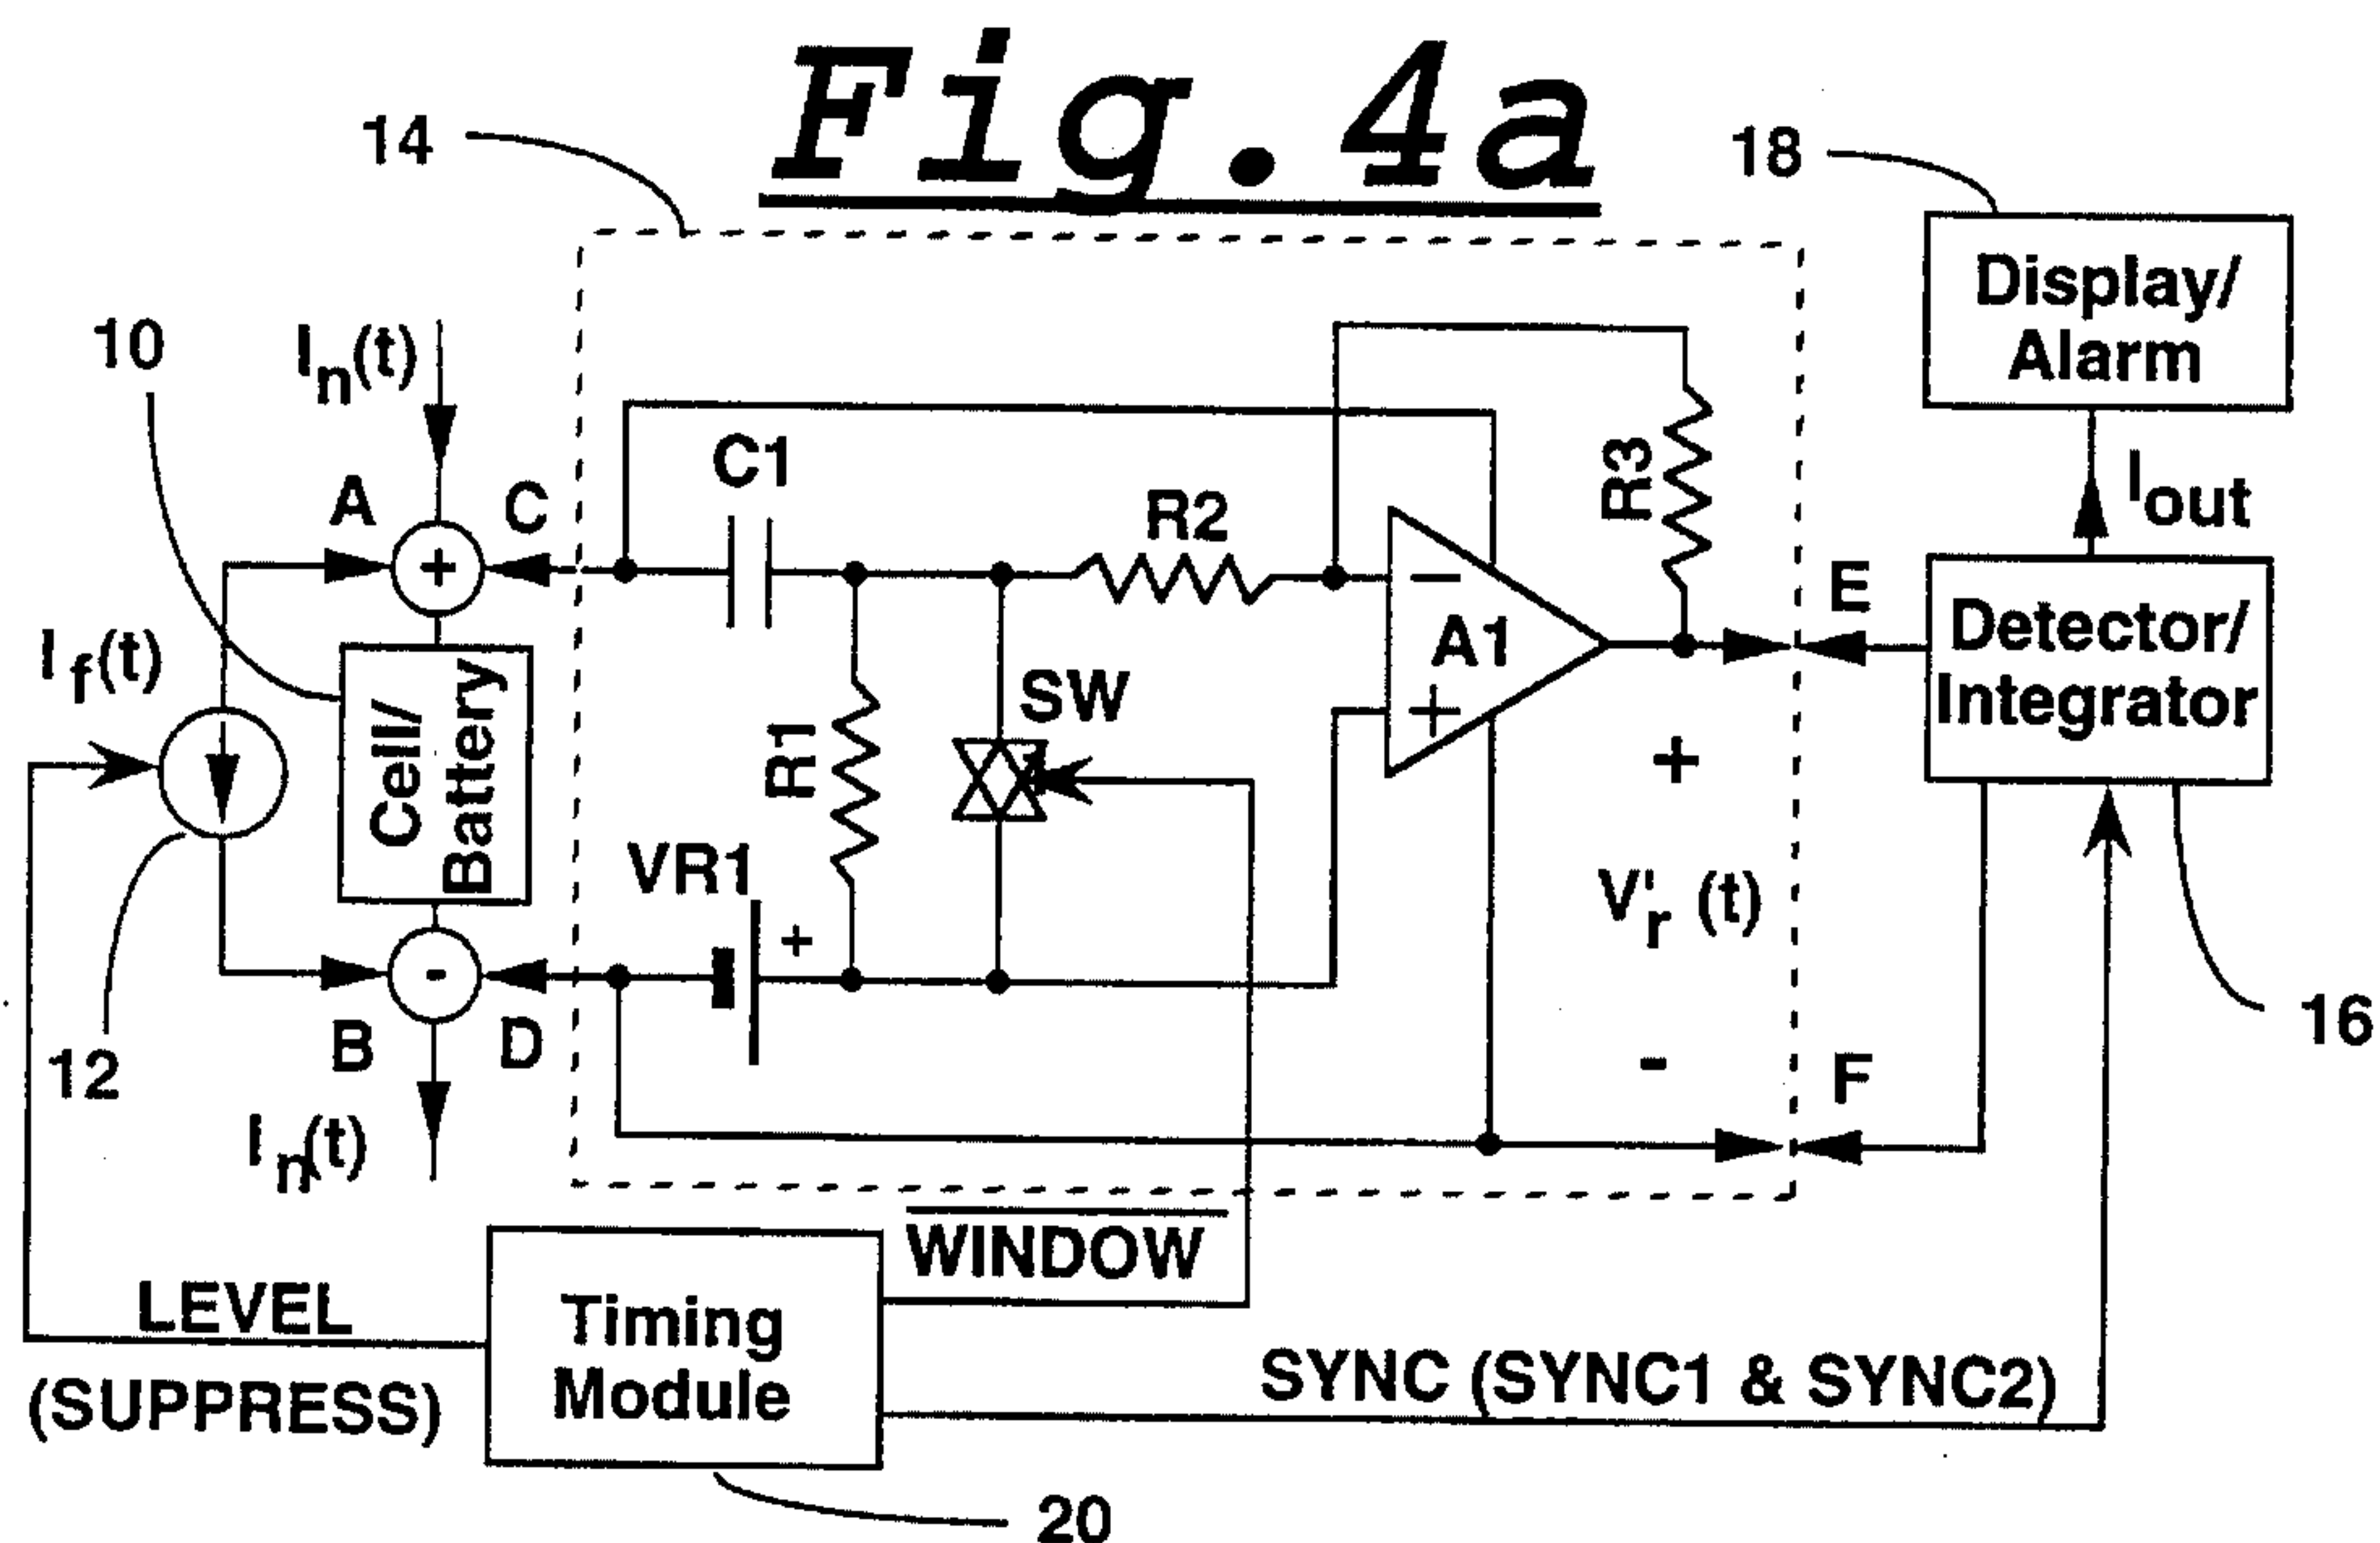 Fig. 4a
14
18
10
In(t)
Display/
Alarm
A
C
C1
R2
R3
Iout
E
If(t)
Cell/
Battery
R1
SW
A1
−
+
Detector/
Integrator
+
-
VR1
+
+
V'r (t)
-
12
B
D
F
16
In(t)
WINDOW
LEVEL
(SUPPRESS)
Timing
Module
SYNC (SYNC1 & SYNC2)
20